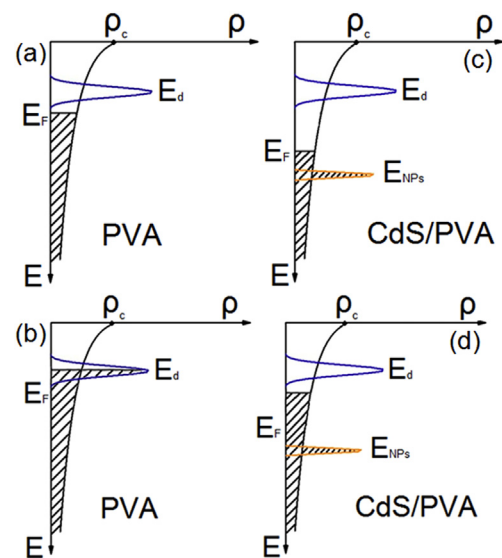 (a)
ρc
ρ
Ed
EF
PVA
E
(c)
ρc
ρ
Ed
EF
ENPs
CdS/PVA
E
(b)
ρc
ρ
Ed
EF
PVA
E
(d)
ρc
ρ
Ed
EF
ENPs
CdS/PVA
E